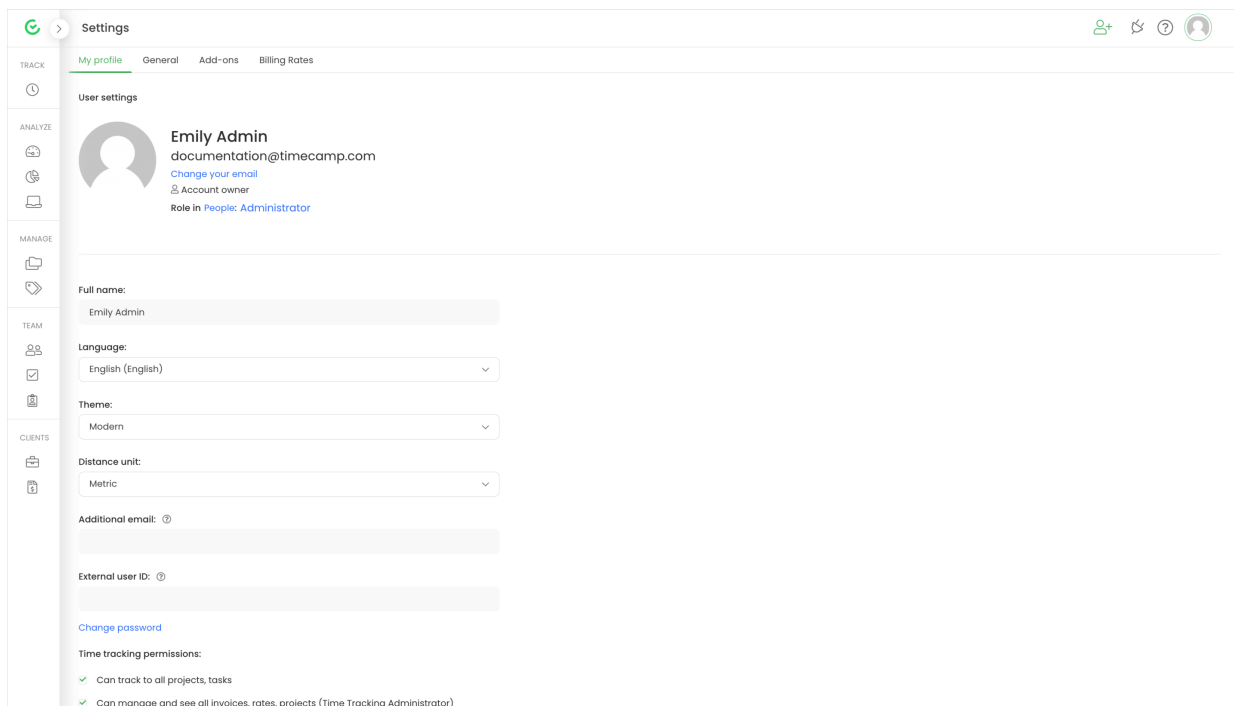 Settings
My profile General Add-ons Billing Rates
TRACK
ANALYZE
MANAGE
TEAM
CLIENTS
User settings
Emily Admin
documentation@timecamp.com
Change your email
Account owner
Role in People: Administrator
Full name:
Emily Admin
Language:
English (English)
Theme:
Modern
Distance unit:
Metric
Additional email:
External user ID:
Change password
Time tracking permissions:
Can track to all projects, tasks
Can manage and see all invoices, rates, projects (Time Tracking Administrator)